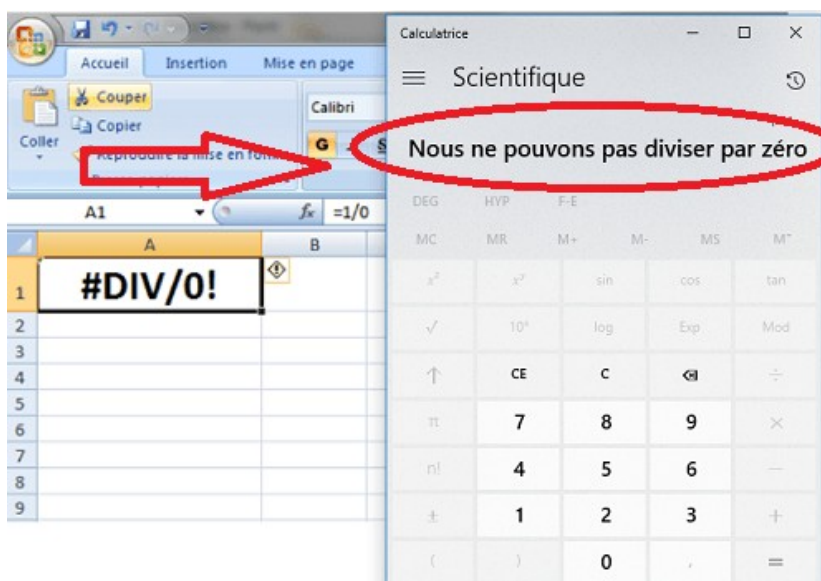 Accueil Insertion Mise en page
Couper
Copier
Coller
Calibri
G
A1
fx =1/0
A B
1 #DIV/0!
2
3
4
5
6
7
8
9
Calculatrice
Scientifique
Nous ne pouvons pas diviser par zéro
DEG HYP F-E
MC MR M+ M- MS
sin cos tan
√ 10ˣ log Exp Mod
↑ CE C
π 7 8 9 ×
n! 4 5 6 —
± 1 2 3 +
( ) 0 , =